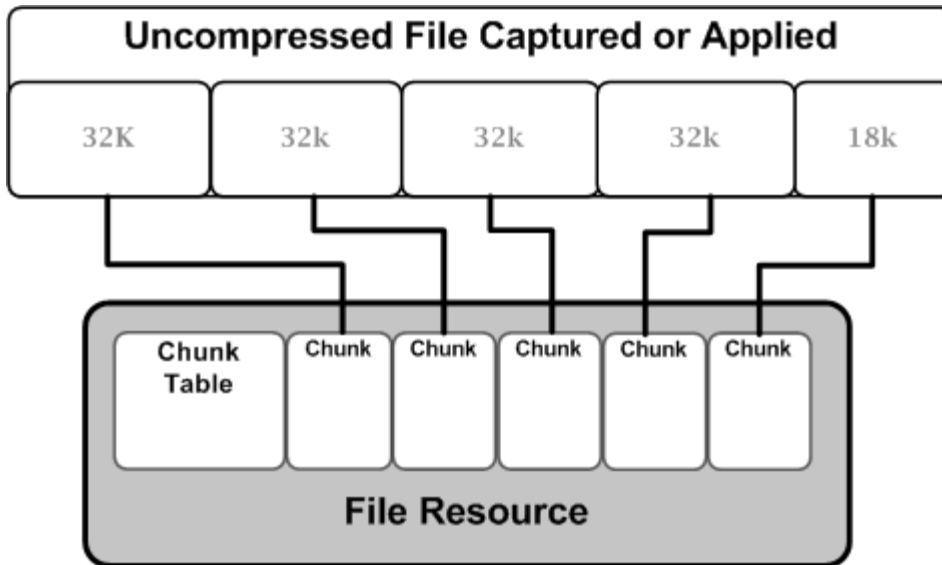 Uncompressed File Captured or Applied
32K 32k 32k 32k 18k
Chunk Table
Chunk Chunk Chunk Chunk Chunk
File Resource